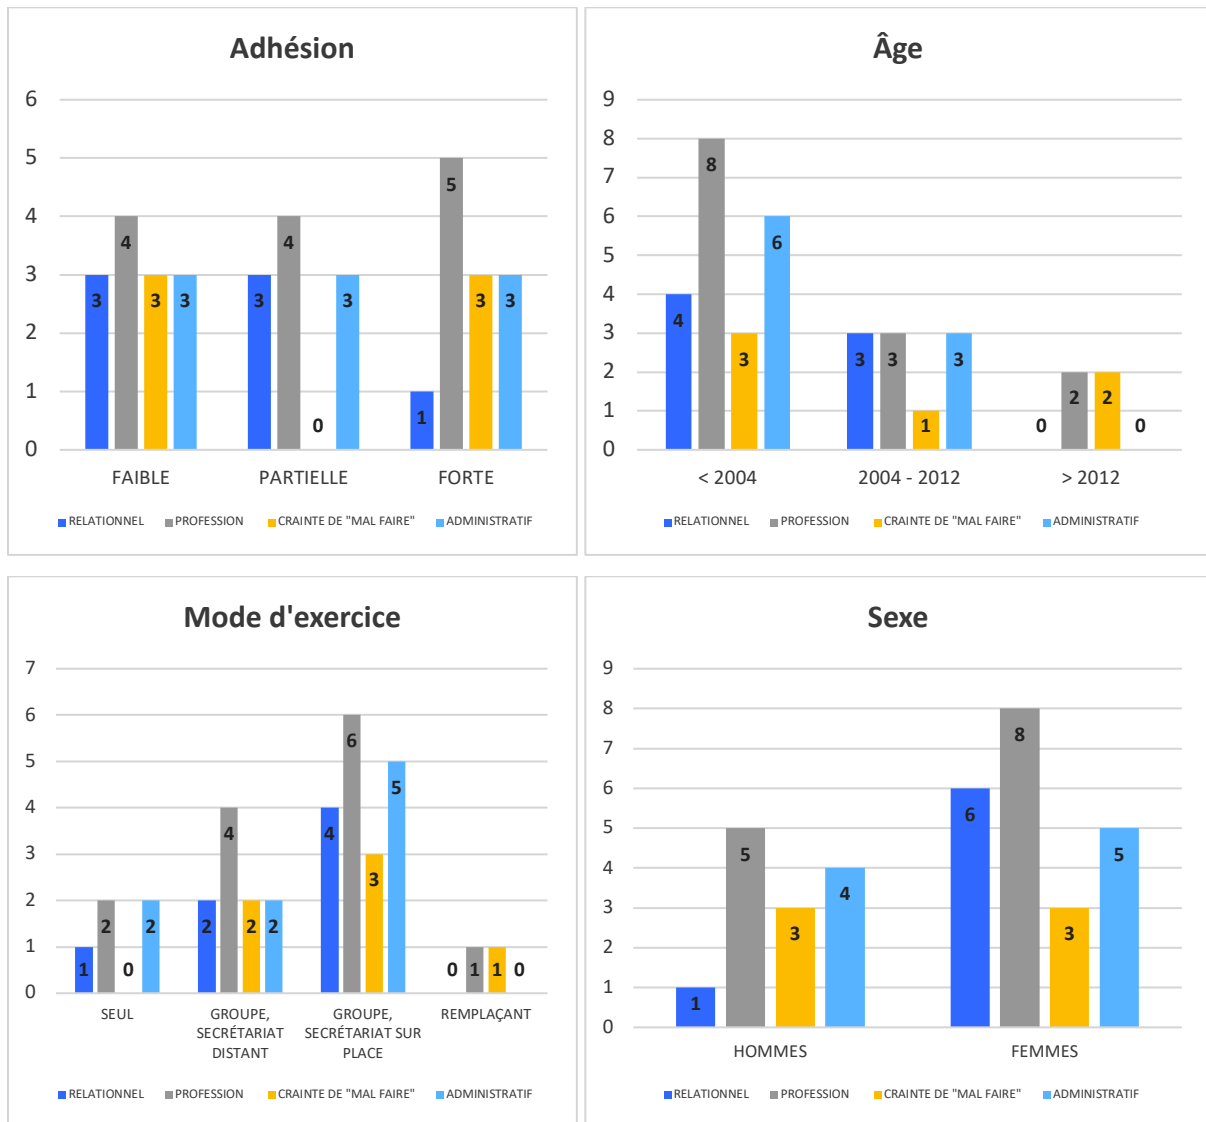 Adhésion
6
5
4
3
2
1
0
3 4 3 3
3 4 0 3
1 5 3 3
FAIBLE PARTIELLE FORTE
RELATIONNEL PROFESSION CRAINTE DE "MAL FAIRE" ADMINISTRATIF
Âge
9
8
7
6
5
4
3
2
1
0
4 8 3 6
3 3 1 3
0 2 2 0
< 2004 2004 - 2012 > 2012
RELATIONNEL PROFESSION CRAINTE DE "MAL FAIRE" ADMINISTRATIF
Mode d'exercice
7
6
5
4
3
2
1
0
1 2 0 2
2 4 2 2
4 6 3 5
0 1 1 0
SEUL
GROUPE,
SECRÉTARIAT
DISTANT
GROUPE,
SECRÉTARIAT SUR
PLACE
REMPLAÇANT
RELATIONNEL PROFESSION CRAINTE DE "MAL FAIRE" ADMINISTRATIF
Sexe
9
8
7
6
5
4
3
2
1
0
1 5 3 4
6 8 3 5
HOMMES FEMMES
RELATIONNEL PROFESSION CRAINTE DE "MAL FAIRE" ADMINISTRATIF